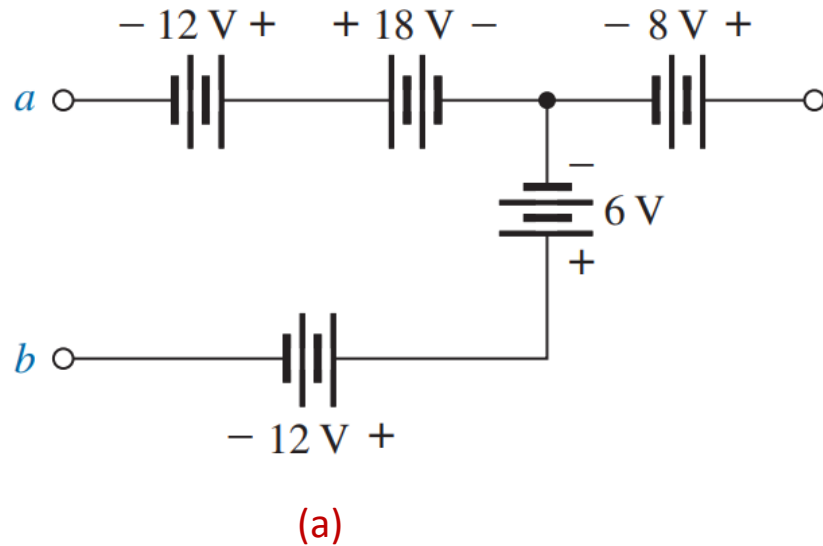 − 12 V + + 18 V − − 8 V +
a
−
6 V
+
b
− 12 V +
(a)